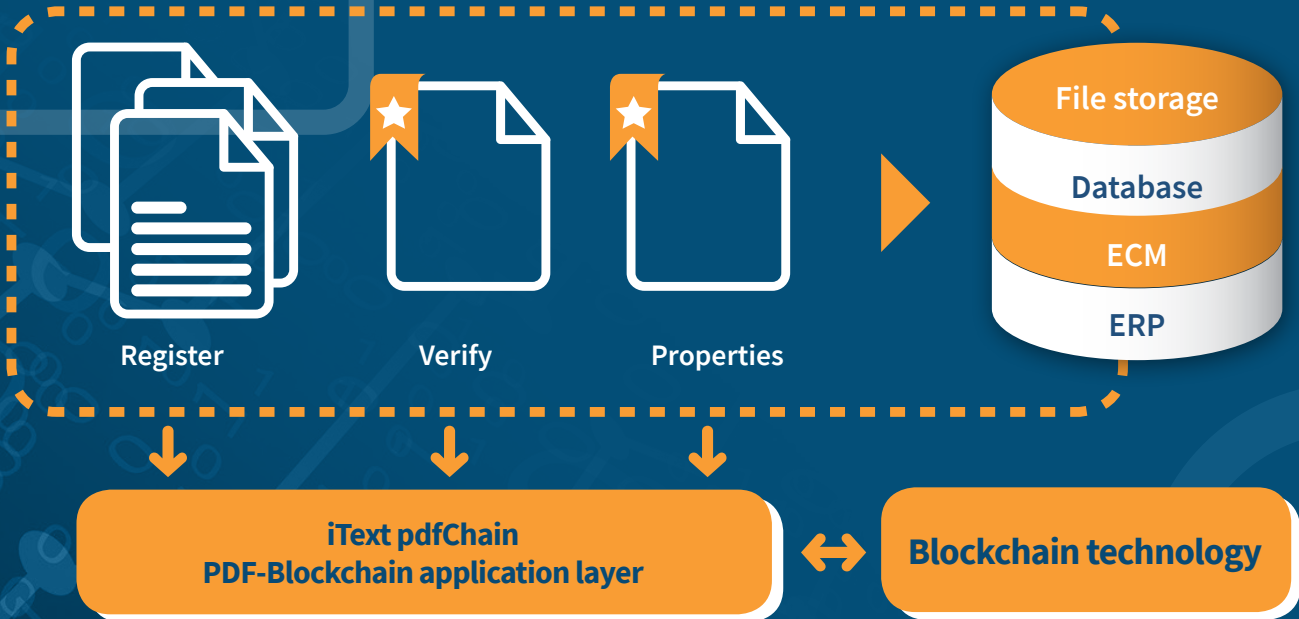 File storage
Database
ECM
ERP
Register
Verify
Properties
iText pdfChain
PDF-Blockchain application layer
Blockchain technology